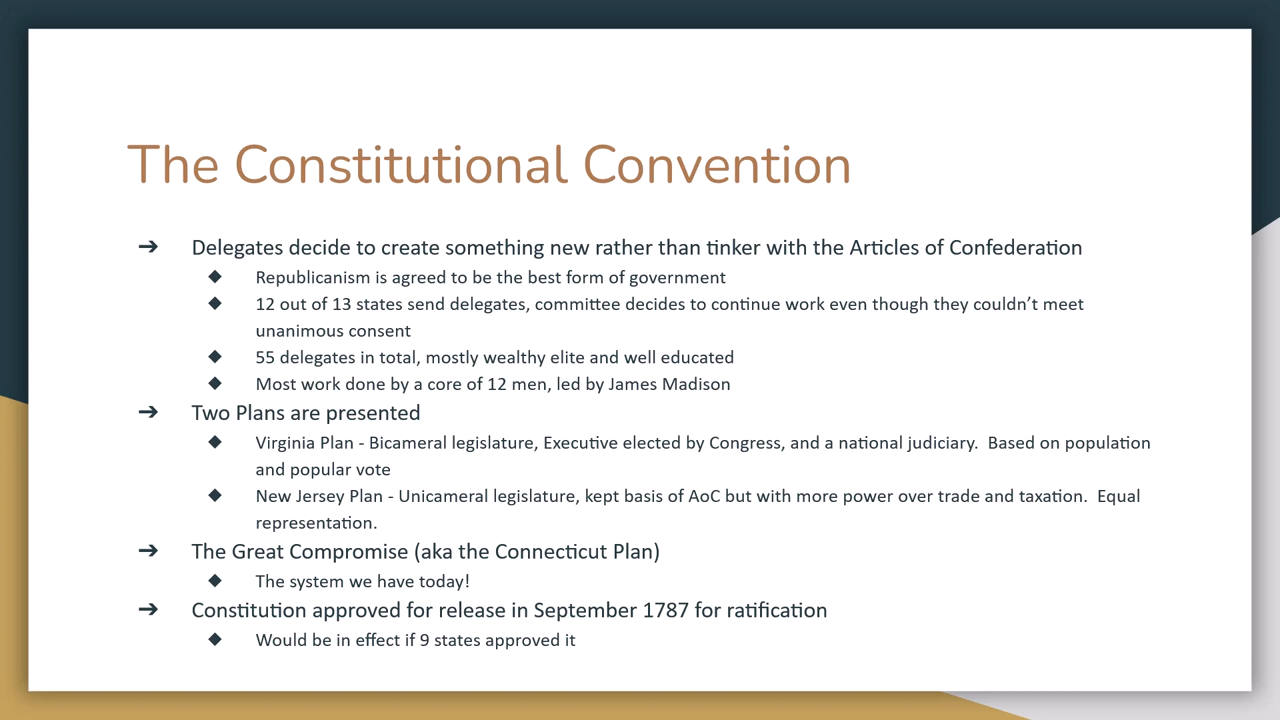 The Constitutional Convention
➔ Delegates decide to create something new rather than tinker with the Articles of Confederation
◆ Republicanism is agreed to be the best form of government
◆ 12 out of 13 states send delegates, committee decides to continue work even though they couldn’t meet
unanimous consent
◆ 55 delegates in total, mostly wealthy elite and well educated
◆ Most work done by a core of 12 men, led by James Madison
➔ Two Plans are presented
◆ Virginia Plan - Bicameral legislature, Executive elected by Congress, and a national judiciary.  Based on population
and popular vote
◆ New Jersey Plan - Unicameral legislature, kept basis of AoC but with more power over trade and taxation.  Equal
representation.
➔ The Great Compromise (aka the Connecticut Plan)
◆ The system we have today!
➔ Constitution approved for release in September 1787 for ratification
◆ Would be in effect if 9 states approved it